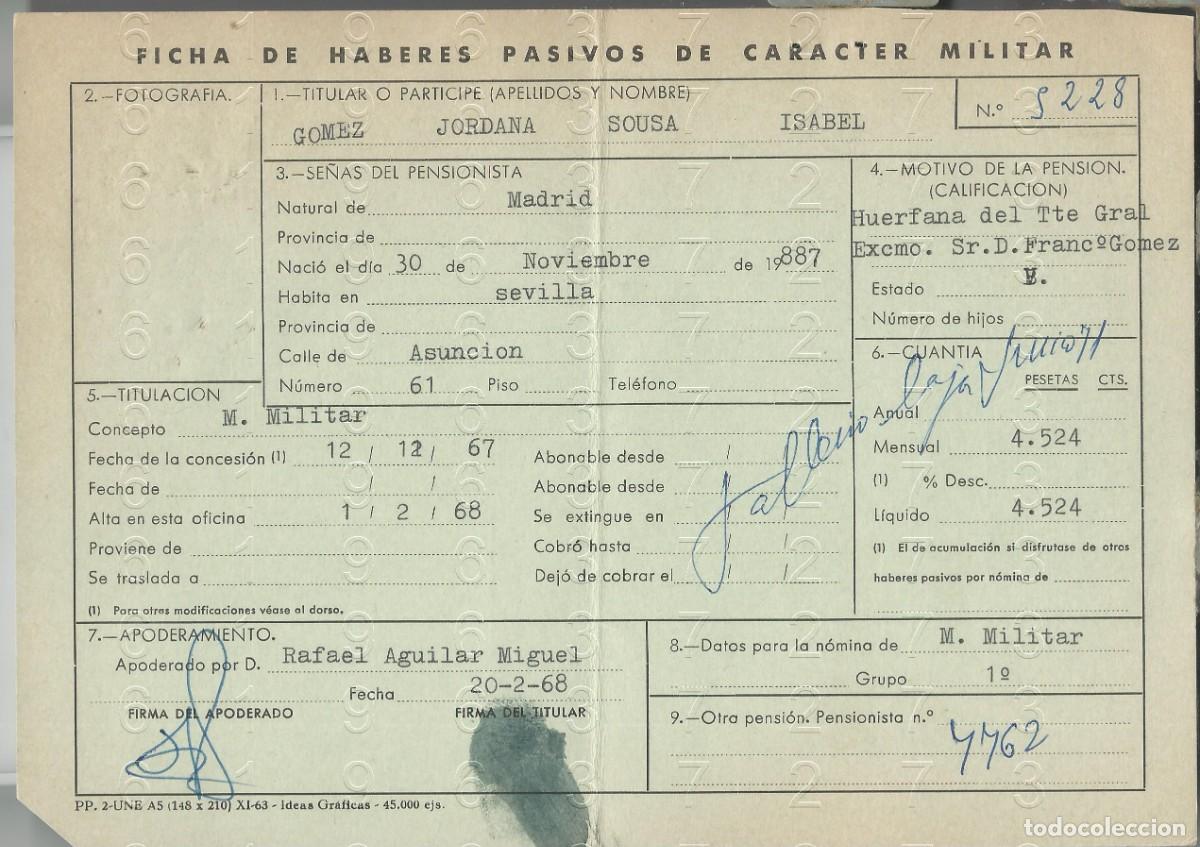 FICHA DE HABERES PASIVOS DE CARACTER MILITAR
2.—FOTOGRAFIA.
1.—TITULAR O PARTICIPE (APELLIDOS Y NOMBRE)
GOMEZ JORDANA SOUSA ISABEL
N.º 5228
3.—SEÑAS DEL PENSIONISTA
Natural de Madrid
Provincia de
Nació el día 30 de Noviembre de 19887
Habita en sevilla
Provincia de
Calle de Asuncion
Número 61 Piso Teléfono
4.—MOTIVO DE LA PENSION.
(CALIFICACION)
Huerfana del Tte Gral
Excmo. Sr.D.FrancºGomez
Estado V.
Número de hijos
5.—TITULACION
Concepto M. Militar
Fecha de la concesión (1) 12 / 12 / 67
Fecha de / /
Alta en esta oficina 1 / 2 / 68
Proviene de
Se traslada a
(1) Para otras modificaciones véase al dorso.
Abonable desde / /
Abonable desde / /
Se extingue en / /
Cobró hasta / /
Dejó de cobrar el / /
Fallecio baja Junio 71
6.—CUANTIA
PESETAS CTS.
Anual
Mensual 4.524
(1) % Desc.
Líquido 4.524
(1) El de acumulación si disfrutase de otros
haberes pasivos por nómina de
7.—APODERAMIENTO.
Apoderado por D. Rafael Aguilar Miguel
Fecha 20-2-68
FIRMA DEL APODERADO FIRMA DEL TITULAR
8.—Datos para la nómina de M. Militar
Grupo 1º
9.—Otra pensión. Pensionista n.º
7762
PP. 2-UNE A5 (148 x 210) XI-63 - Ideas Gráficas - 45.000 ejs.
todocoleccion